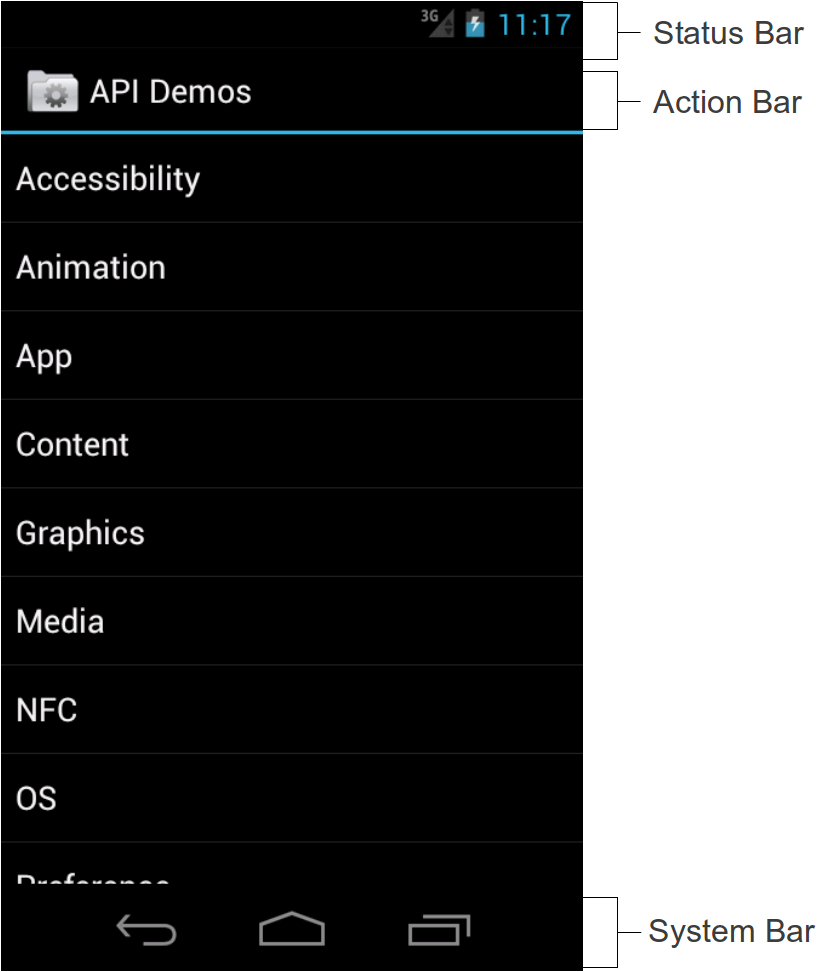 3G 11:17
Status Bar
API Demos
Action Bar
Accessibility
Animation
App
Content
Graphics
Media
NFC
OS
Preference
System Bar